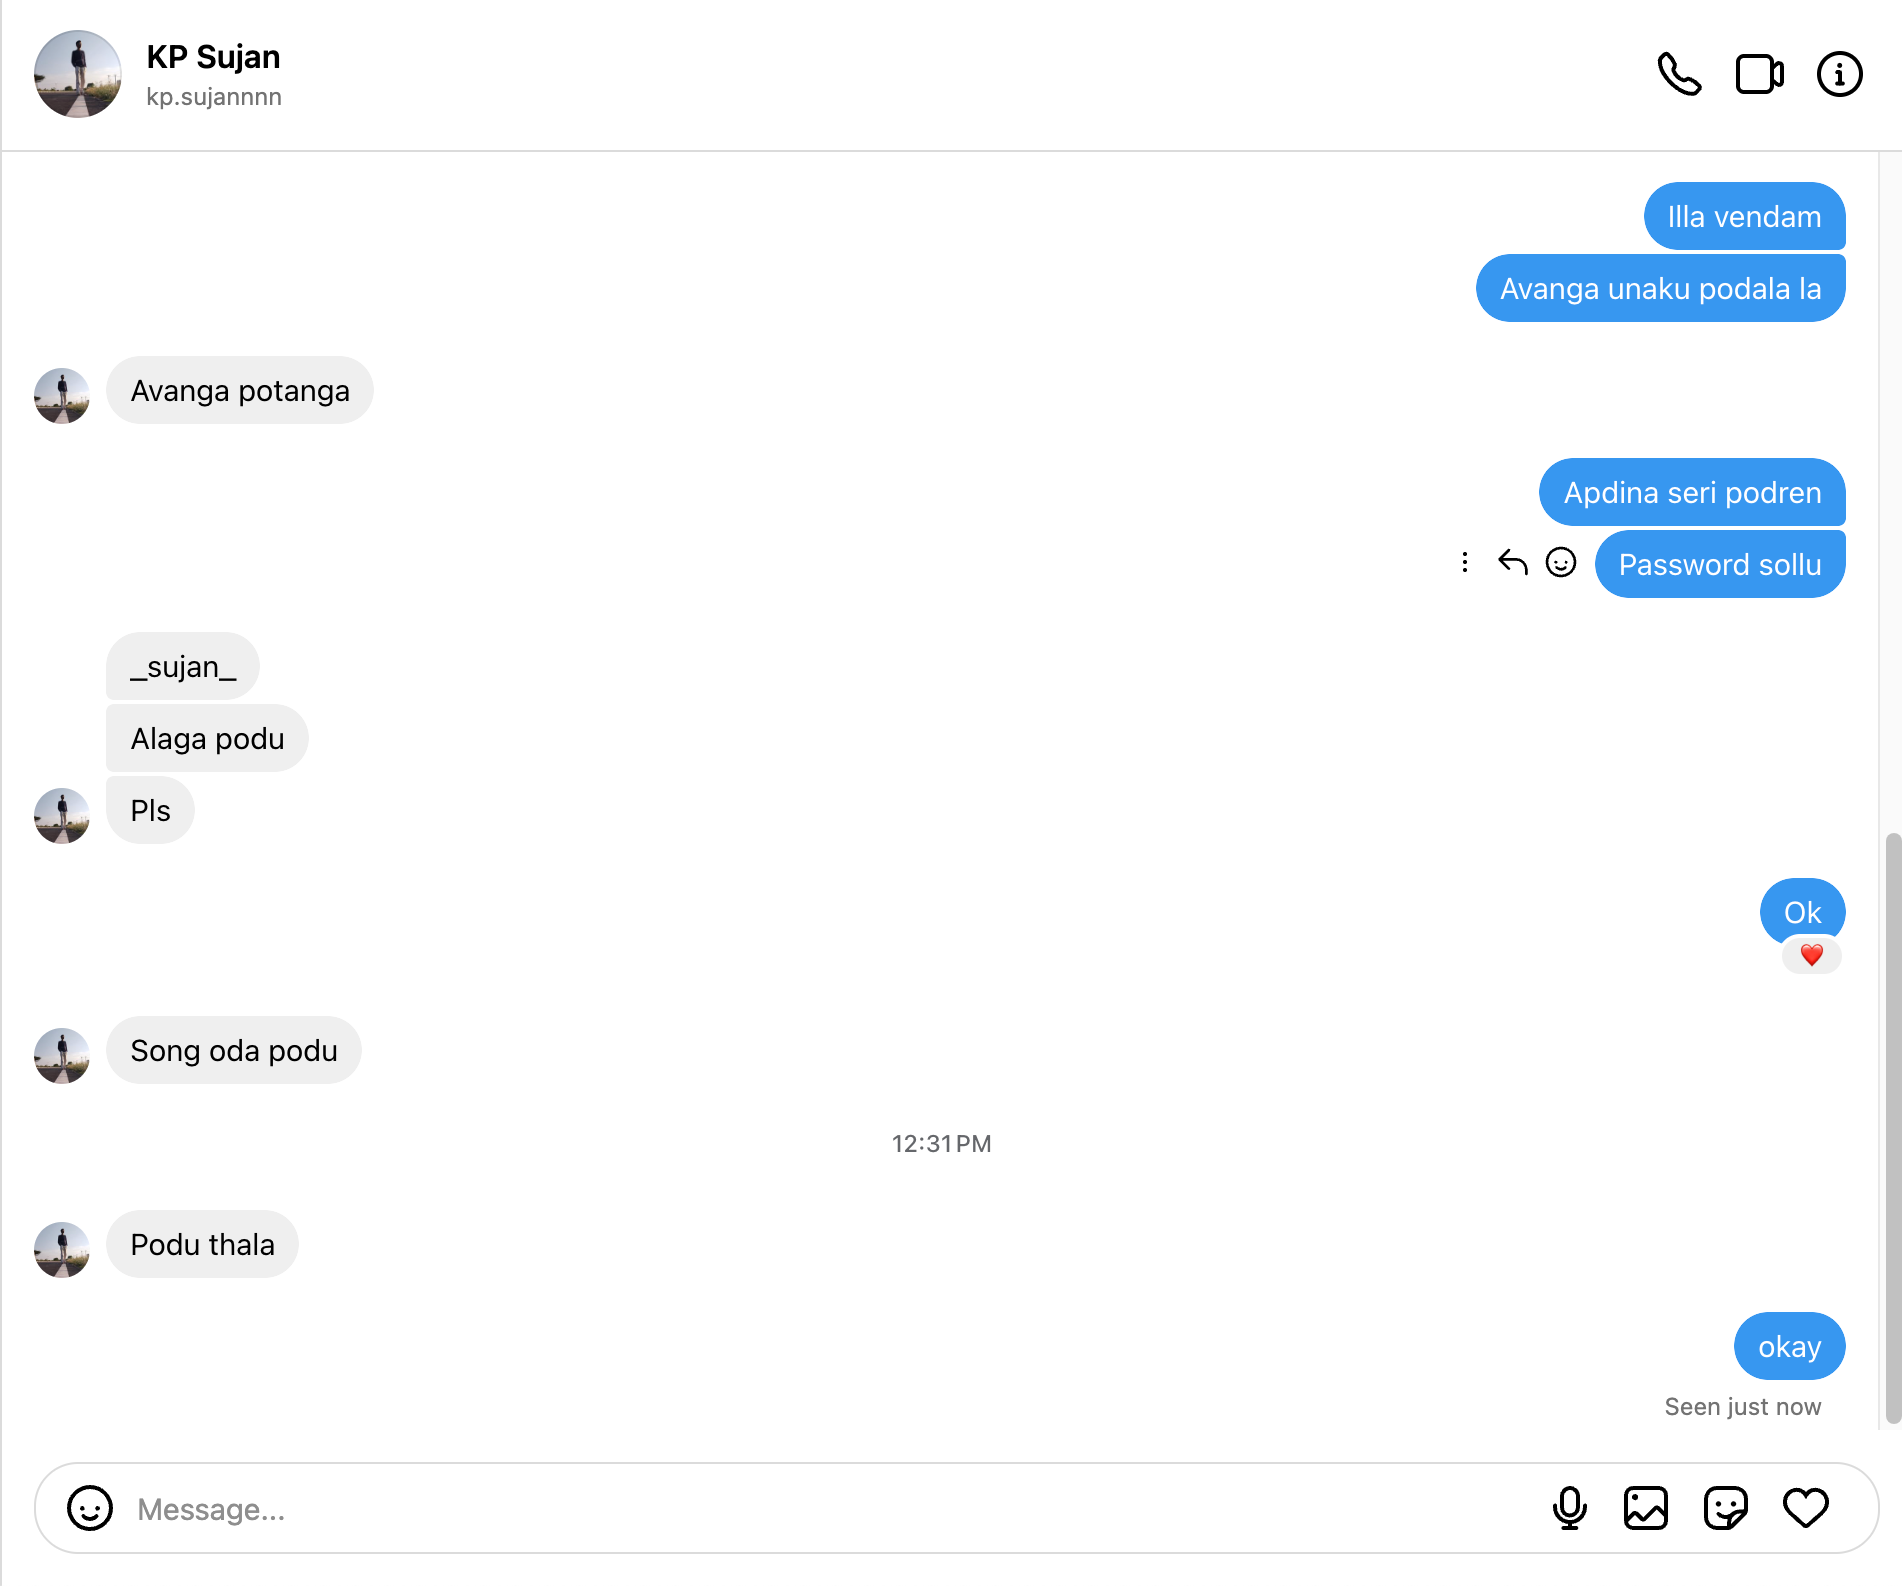 KP Sujan
kp.sujannnn
Illa vendam
Avanga unaku podala la
Avanga potanga
Apdina seri podren
Password sollu
_sujan_
Alaga podu
Pls
Ok
Song oda podu
12:31 PM
Podu thala
okay
Seen just now
Message...